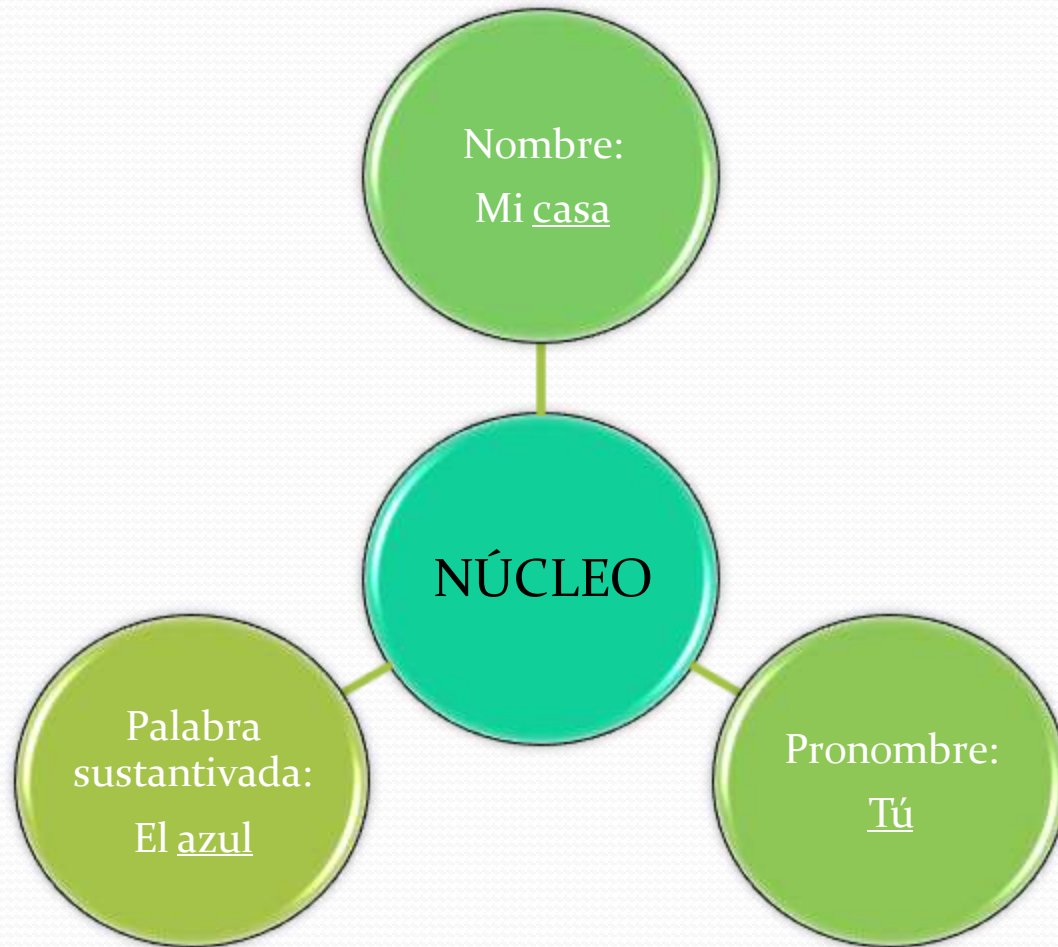 Nombre:
Mi casa
NÚCLEO
Palabra
sustantivada:
El azul
Pronombre:
Tú